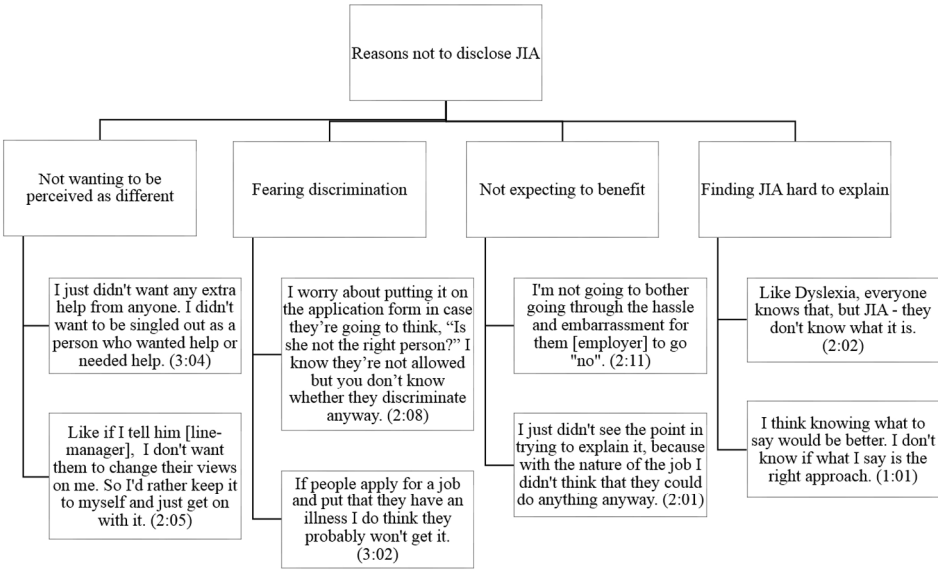 Reasons not to disclose JIA
Not wanting to be
perceived as different
Fearing discrimination
Not expecting to benefit
Finding JIA hard to explain
I just didn't want any extra
help from anyone. I didn't
want to be singled out as a
person who wanted help or
needed help. (3:04)
Like if I tell him [line-
manager],  I don't want
them to change their views
on me. So I'd rather keep it
to myself and just get on
with it. (2:05)
I worry about putting it on
the application form in case
they’re going to think, “Is
she not the right person?” I
know they’re not allowed
but you don’t know
whether they discriminate
anyway. (2:08)
If people apply for a job
and put that they have an
illness I do think they
probably won't get it.
(3:02)
I'm not going to bother
going through the hassle
and embarrassment for
them [employer] to go
"no". (2:11)
I just didn't see the point in
trying to explain it, because
with the nature of the job I
didn't think that they could
do anything anyway. (2:01)
Like Dyslexia, everyone
knows that, but JIA - they
don't know what it is.
(2:02)
I think knowing what to
say would be better. I don't
know if what I say is the
right approach. (1:01)